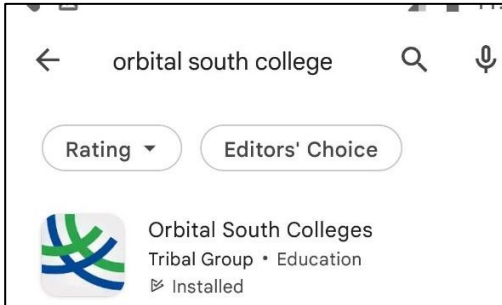 orbital south college
Rating
Editors' Choice
Orbital South Colleges
Tribal Group • Education
Installed